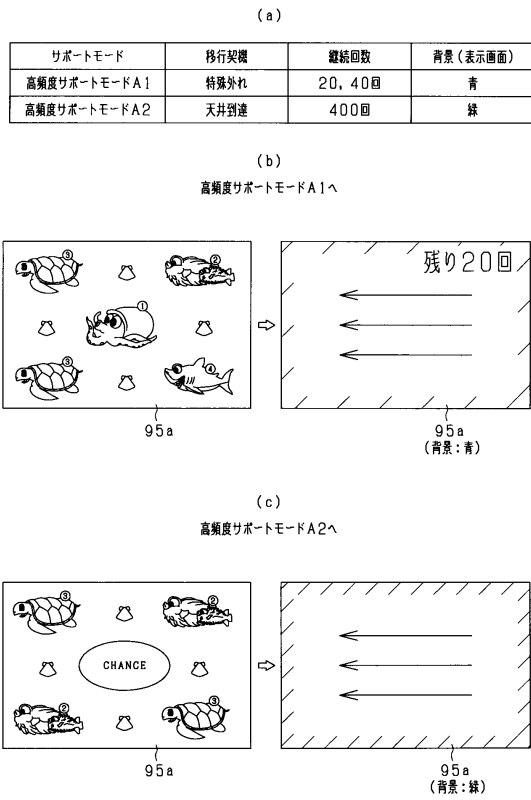 (a)
サポートモード 移行契機 継続回数 背景(表示画面)
高頻度サポートモードA1 特殊外れ 20, 40回 青
高頻度サポートモードA2 天井到達 400回 緑
(b)
高頻度サポートモードA1へ
③ ②
①
③ ④
残り20回
95a 95a
(背景:青)
(c)
高頻度サポートモードA2へ
③ ②
CHANCE
② ③
95a 95a
(背景:緑)